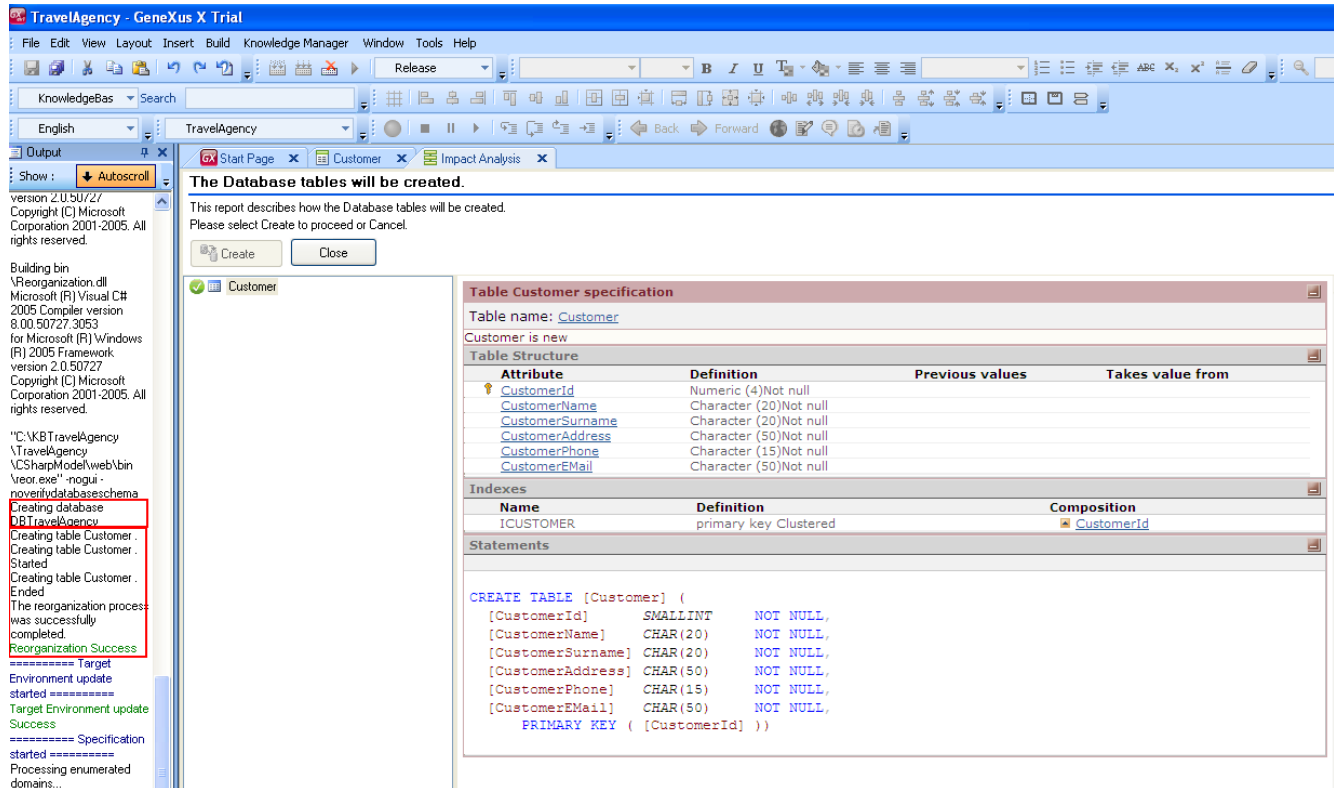 TravelAgency - GeneXus X Trial
File Edit View Layout Insert Build Knowledge Manager Window Tools Help
Release
B I U ABC
KnowledgeBas Search
English TravelAgency Back Forward
Output
Show : Autoscroll
version 2.0.50727
Copyright (C) Microsoft
Corporation 2001-2005. All
rights reserved.
Building bin
\Reorganization.dll
Microsoft (R) Visual C#
2005 Compiler version
8.00.50727.3053
for Microsoft (R) Windows
(R) 2005 Framework
version 2.0.50727
Copyright (C) Microsoft
Corporation 2001-2005. All
rights reserved.
"C:\KBTravelAgency
\TravelAgency
\CSharpModel\web\bin
\reor.exe" -nogui -
noverifydatabaseschema
Creating database
DBTravelAgency
Creating table Customer .
Creating table Customer .
Started
Creating table Customer .
Ended
The reorganization process
was successfully
completed.
Reorganization Success
========== Target
Environment update
started ==========
Target Environment update
Success
========== Specification
started ==========
Processing enumerated
domains...
Start Page Customer Impact Analysis
The Database tables will be created.
This report describes how the Database tables will be created.
Please select Create to proceed or Cancel.
Create Close
Customer
Table Customer specification
Table name: Customer
Customer is new
Table Structure
Attribute Definition Previous values Takes value from
CustomerId Numeric (4)Not null
CustomerName Character (20)Not null
CustomerSurname Character (20)Not null
CustomerAddress Character (50)Not null
CustomerPhone Character (15)Not null
CustomerEMail Character (50)Not null
Indexes
Name Definition Composition
ICUSTOMER primary key Clustered CustomerId
Statements
CREATE TABLE [Customer] (
[CustomerId] SMALLINT NOT NULL,
[CustomerName] CHAR(20) NOT NULL,
[CustomerSurname] CHAR(20) NOT NULL,
[CustomerAddress] CHAR(50) NOT NULL,
[CustomerPhone] CHAR(15) NOT NULL,
[CustomerEMail] CHAR(50) NOT NULL,
PRIMARY KEY ( [CustomerId] ))